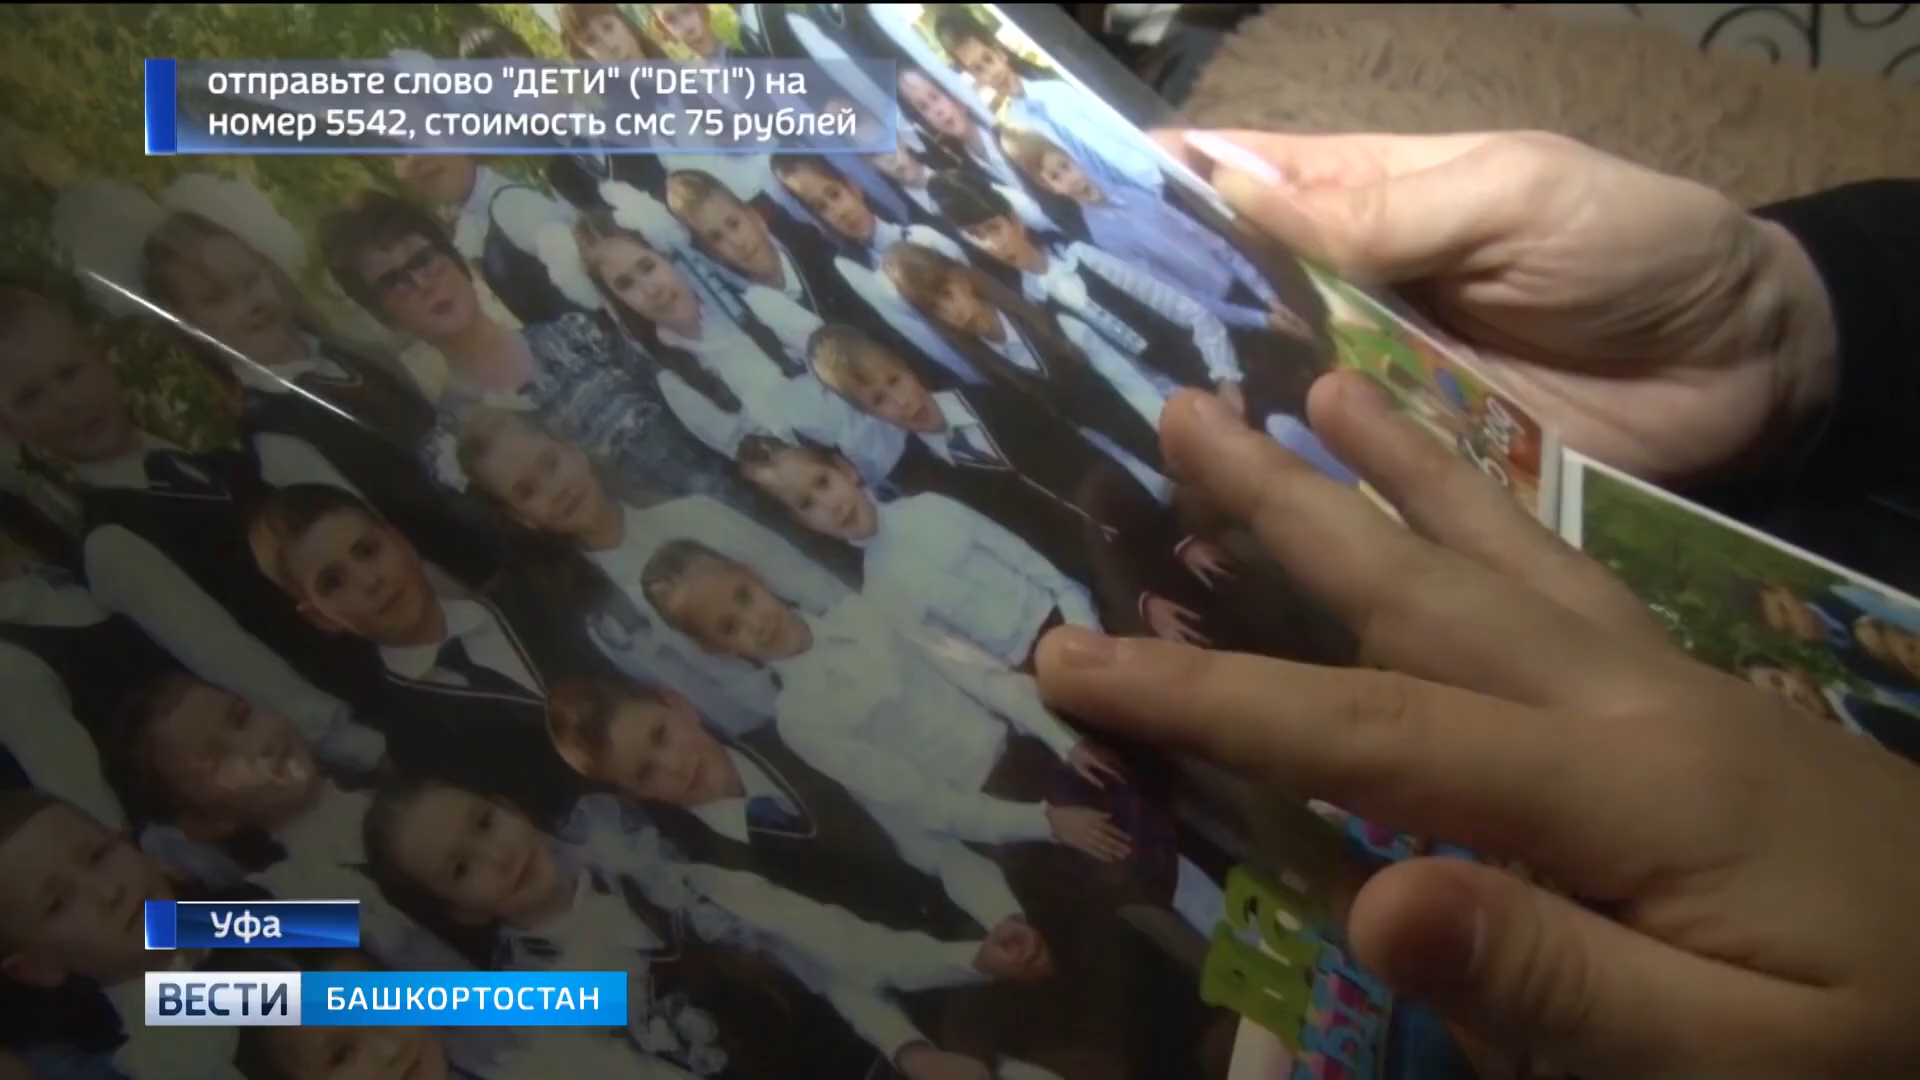 отправьте слово "ДЕТИ" ("DETI") на
номер 5542, стоимость смс 75 рублей
Уфа
ВЕСТИ БАШКОРТОСТАН